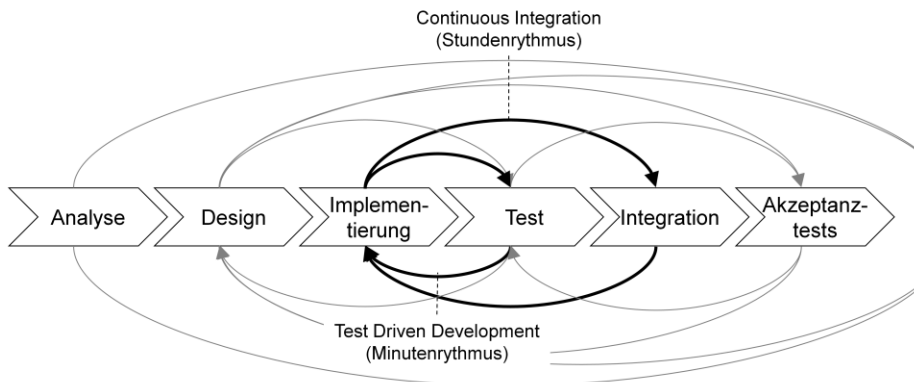 Continuous Integration
(Stundenrythmus)
Analyse
Design
Implemen-
tierung
Test
Integration
Akzeptanz-
tests
Test Driven Development
(Minutenrythmus)